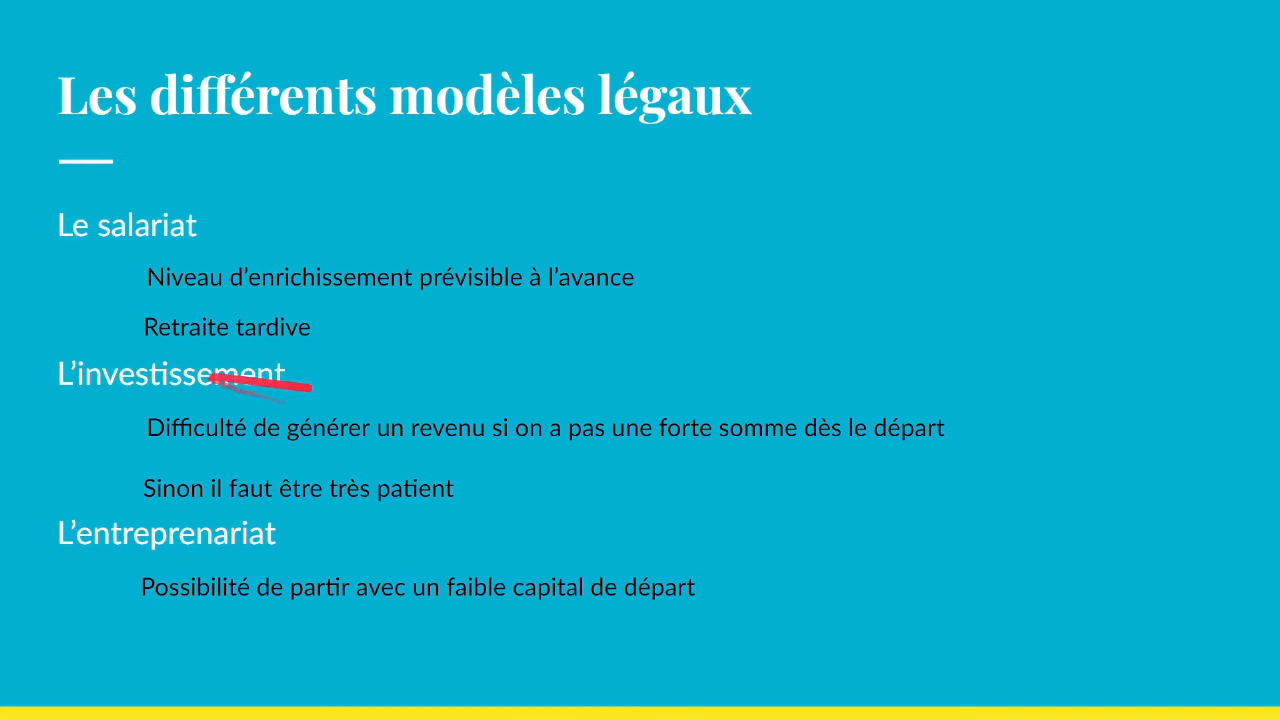 Les différents modèles légaux
Le salariat
Niveau d’enrichissement prévisible à l’avance
Retraite tardive
L’investissement
Difficulté de générer un revenu si on a pas une forte somme dès le départ
Sinon il faut être très patient
L’entreprenariat
Possibilité de partir avec un faible capital de départ